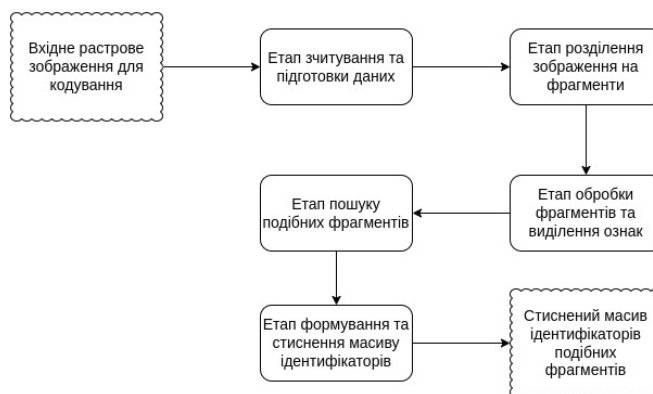 Вхідне растрове
зображення для
кодування
Етап зчитування та
підготовки даних
Етап розділення
зображення на
фрагменти
Етап обробки
фрагментів та
виділення ознак
Етап пошуку
подібних фрагментів
Етап формування та
стиснення масиву
ідентифікаторів
Стиснений масив
ідентифікаторів
подібних
фрагментів